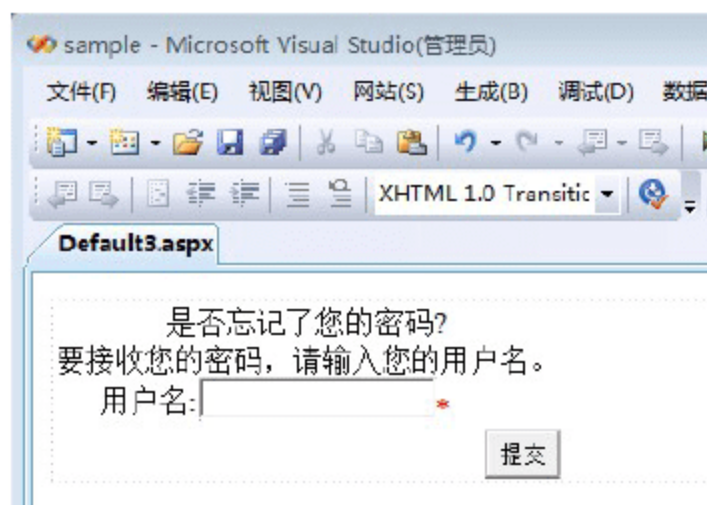 sample - Microsoft Visual Studio(管理员)
文件(F) 编辑(E) 视图(V) 网站(S) 生成(B) 调试(D) 数据
XHTML 1.0 Transitic
Default3.aspx
是否忘记了您的密码?
要接收您的密码，请输入您的用户名。
用户名:*
提交